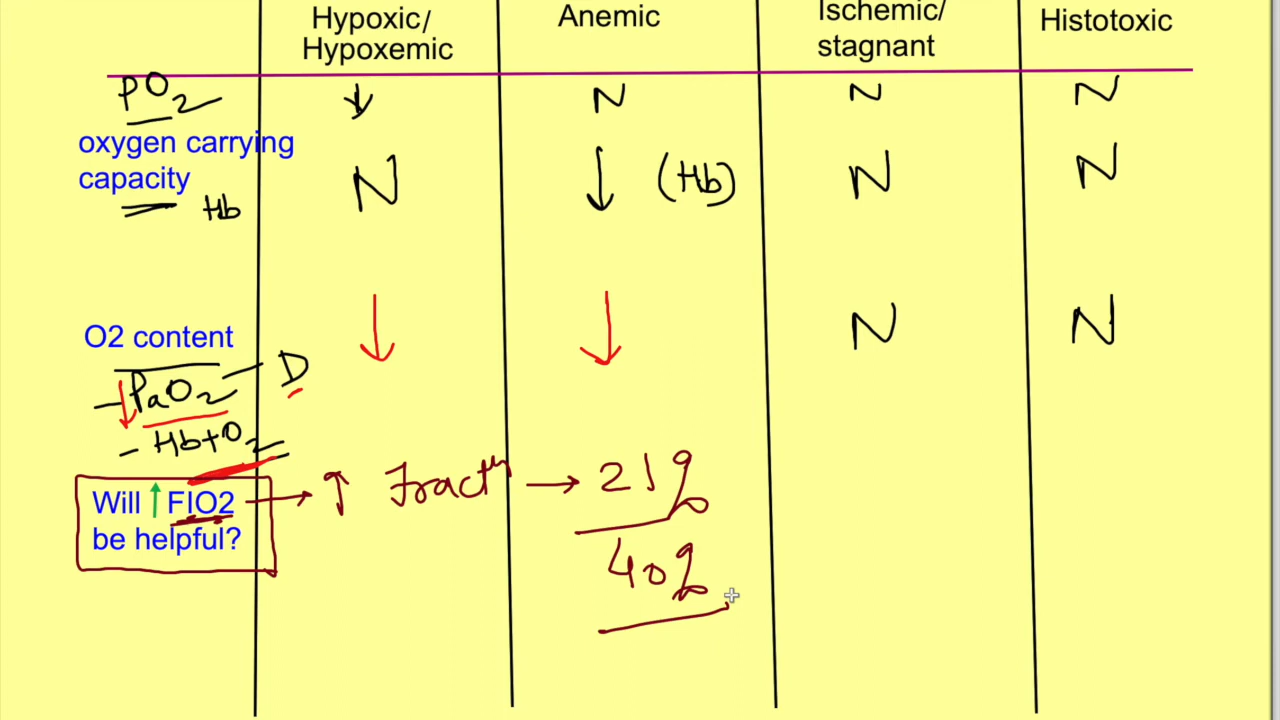 Hypoxic/
Hypoxemic
Anemic
Ischemic/
stagnant
Histotoxic
PO2 ↓ N N N
oxygen carrying
capacity N ↓ (Hb) N N
Hb
O2 content ↓ ↓ N N
- ↓ PaO2 - D
- Hb+O2
Will ↑ FIO2
be helpful?
→ ↑ Fractⁿ → 21%
40%